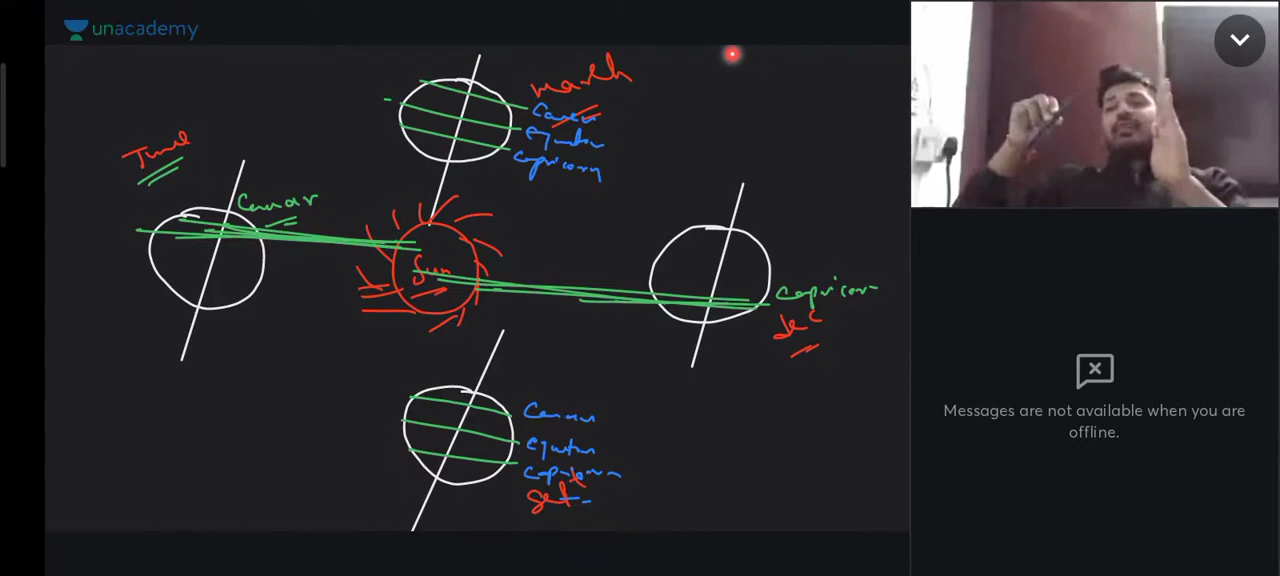 unacademy
March
Cancer
Equator
Capricorn
June
Cancer
Sun
Capricorn
dec
Cancer
Equator
Capricorn
Sept
Messages are not available when you are
offline.